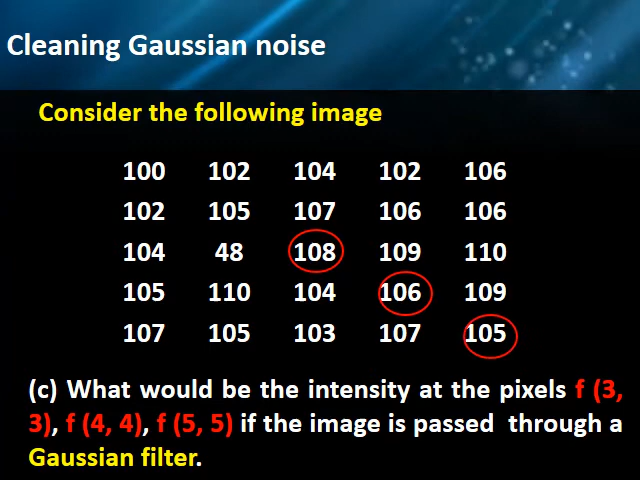 Cleaning Gaussian noise
Consider the following image
100 102 104 102 106
102 105 107 106 106
104 48 108 109 110
105 110 104 106 109
107 105 103 107 105
(c) What would be the intensity at the pixels f (3,
3), f (4, 4), f (5, 5) if the image is passed through a
Gaussian filter.